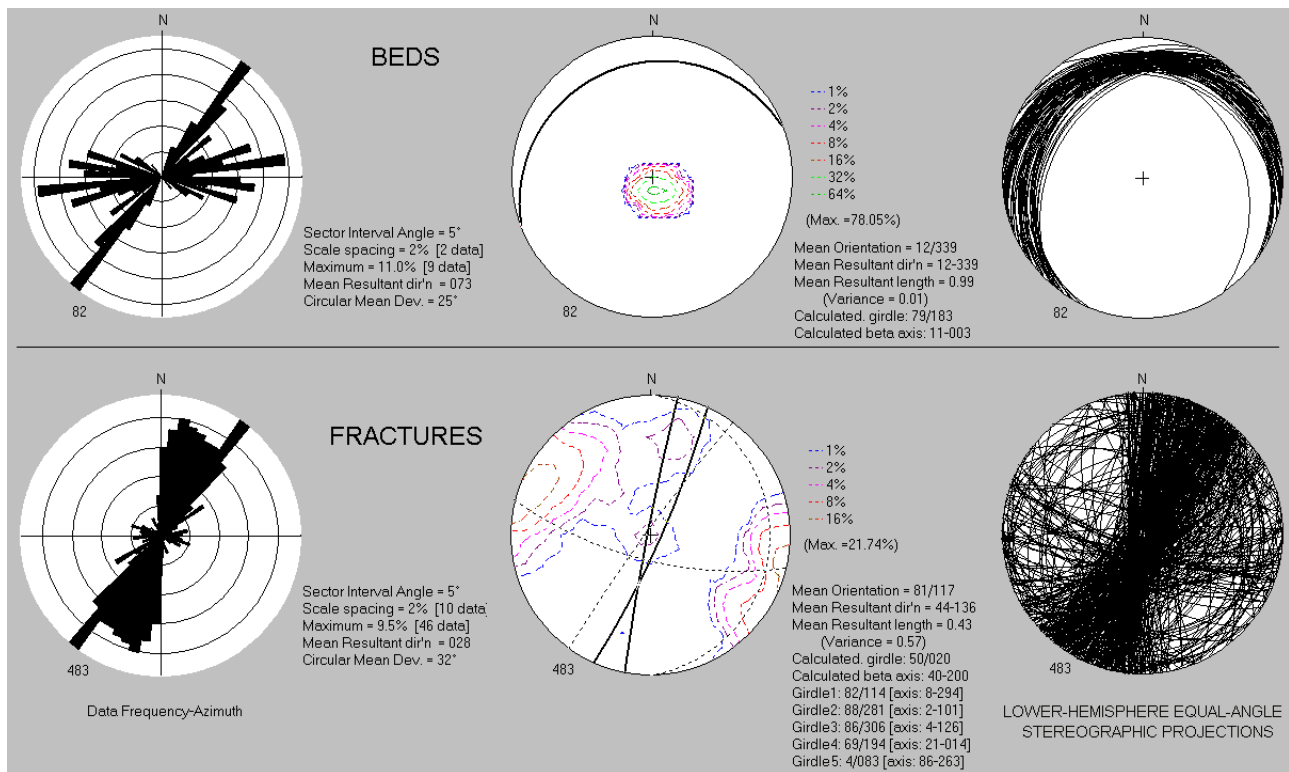 N
BEDS
N
N
1%
2%
4%
8%
16%
32%
64%
(Max. =78.05%)
Sector Interval Angle = 5°
Scale spacing = 2% [2 data]
Maximum = 11.0% [9 data]
Mean Resultant dir'n = 073
Circular Mean Dev. = 25°
82
Mean Orientation = 12/339
Mean Resultant dir'n = 12-339
Mean Resultant length = 0.99
(Variance = 0.01)
Calculated. girdle: 79/183
Calculated beta axis: 11-003
82
82
N
FRACTURES
N
N
1%
2%
4%
8%
16%
(Max. =21.74%)
Sector Interval Angle = 5°
Scale spacing = 2% [10 data]
Maximum = 9.5% [46 data]
Mean Resultant dir'n = 028
Circular Mean Dev. = 32°
483
Data Frequency-Azimuth
Mean Orientation = 81/117
Mean Resultant dir'n = 44-136
Mean Resultant length = 0.43
(Variance = 0.57)
Calculated. girdle: 50/020
Calculated beta axis: 40-200
Girdle1: 82/114 [axis: 8-294]
Girdle2: 88/281 [axis: 2-101]
Girdle3: 86/306 [axis: 4-126]
Girdle4: 69/194 [axis: 21-014]
Girdle5: 4/083 [axis: 86-263]
483
483
LOWER-HEMISPHERE EQUAL-ANGLE
STEREOGRAPHIC PROJECTIONS